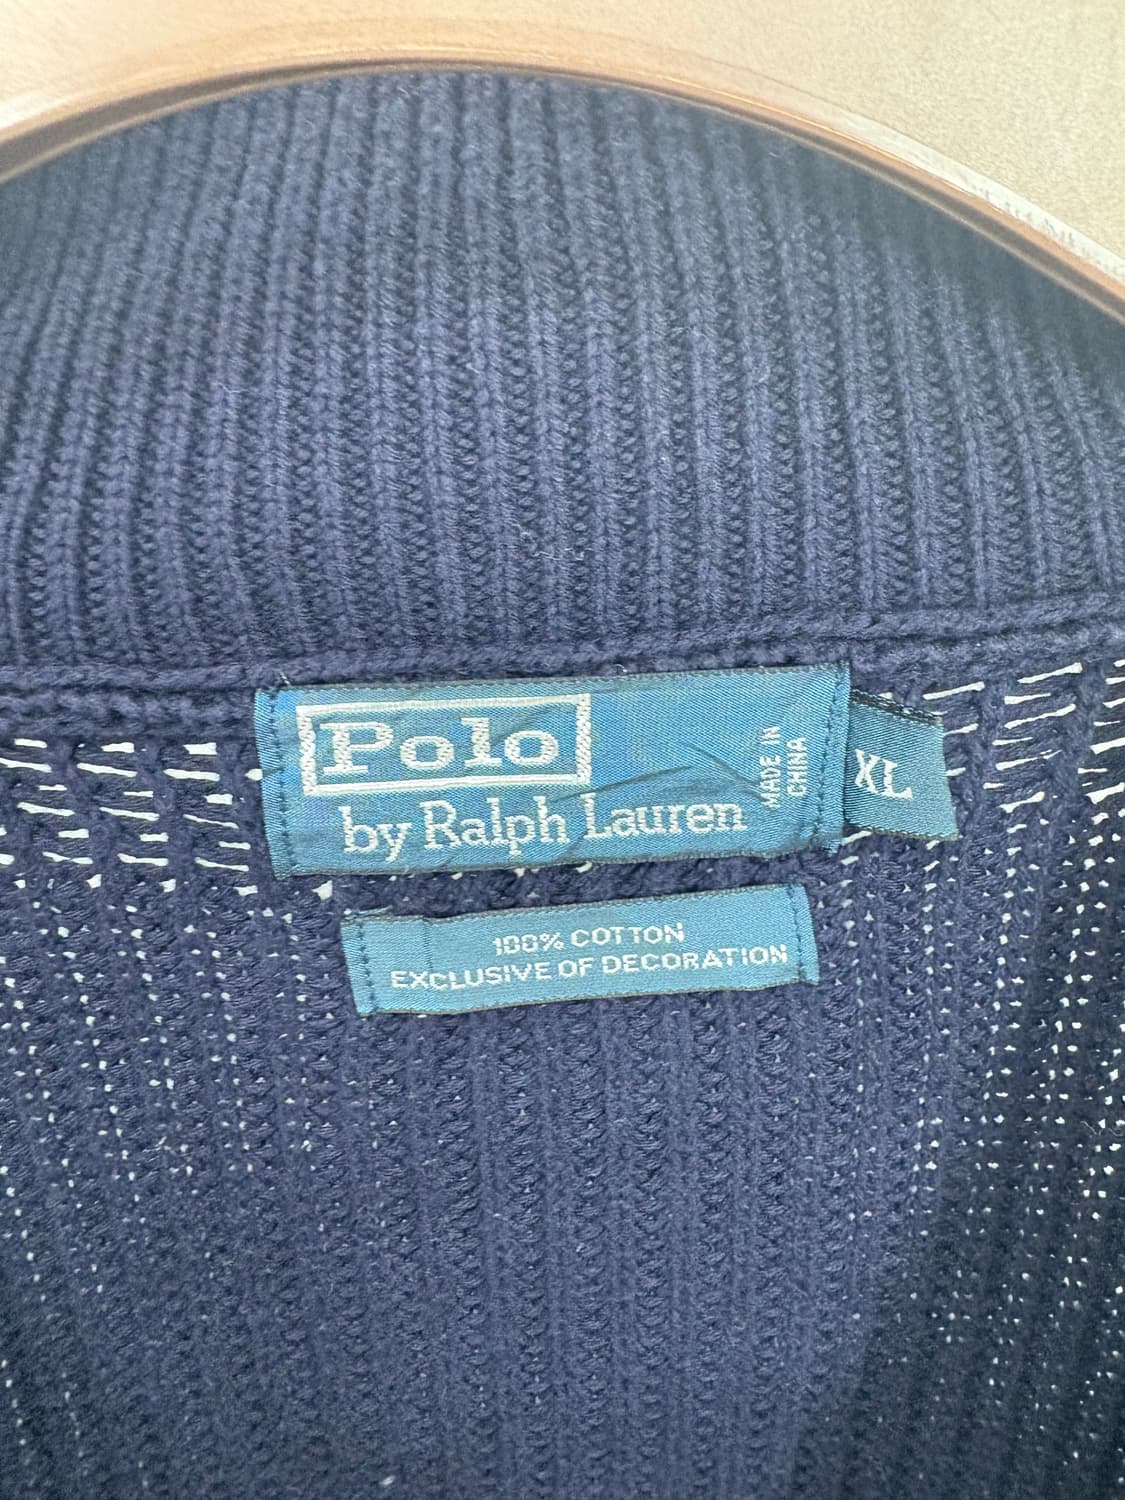 Polo
by Ralph Lauren
MADE IN
CHINA
XL
100% COTTON
EXCLUSIVE OF DECORATION